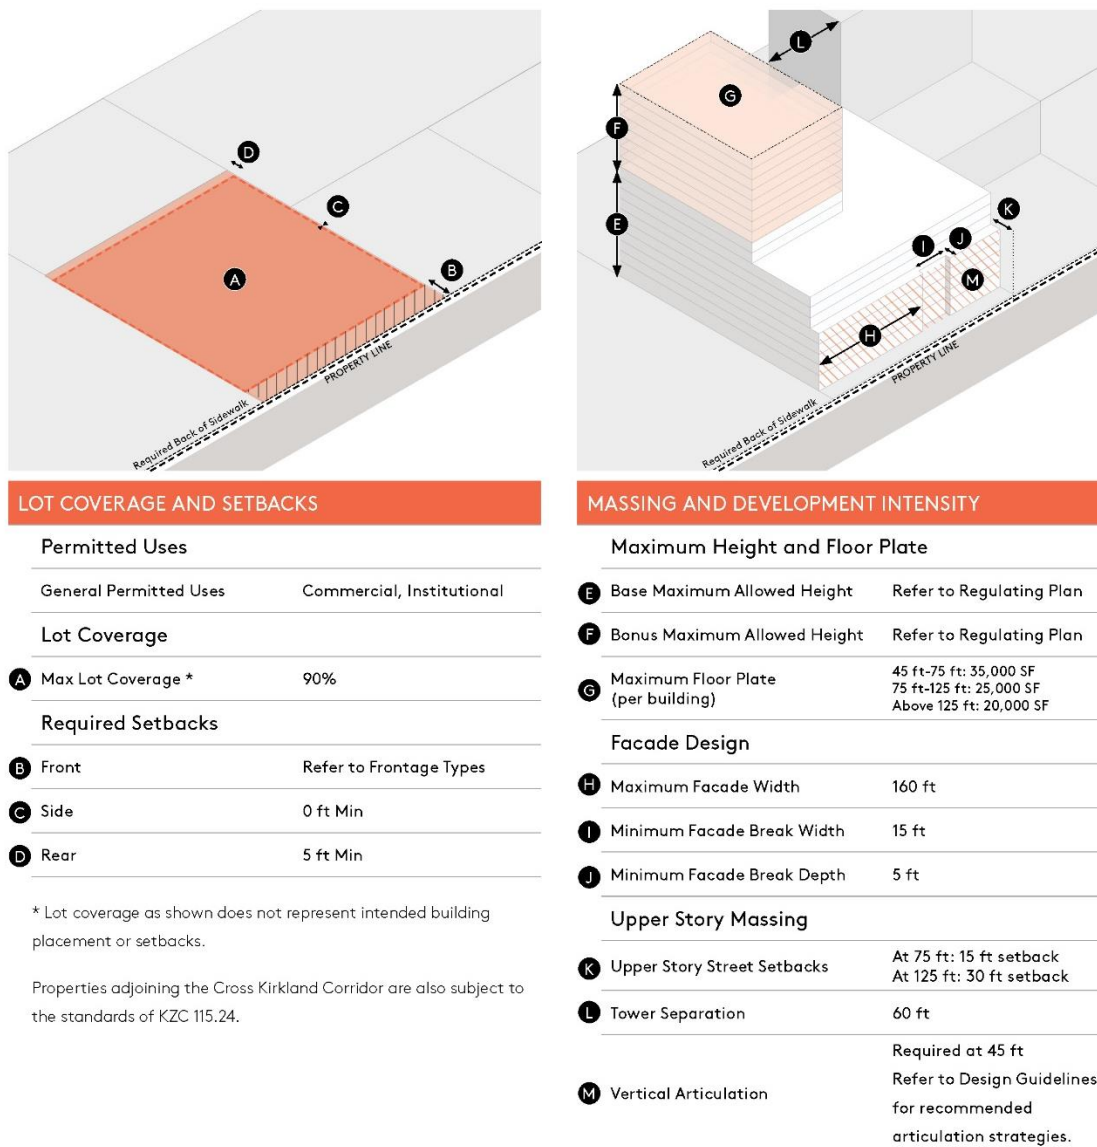 D
C
B
A
PROPERTY LINE
Required Back of Sidewalk
LOT COVERAGE AND SETBACKS
Permitted Uses
General Permitted Uses Commercial, Institutional
Lot Coverage
A Max Lot Coverage * 90%
Required Setbacks
B Front Refer to Frontage Types
C Side 0 ft Min
D Rear 5 ft Min
* Lot coverage as shown does not represent intended building
placement or setbacks.
Properties adjoining the Cross Kirkland Corridor are also subject to
the standards of KZC 115.24.
L
G
F
E
K
J
I
M
H
PROPERTY LINE
Required Back of Sidewalk
MASSING AND DEVELOPMENT INTENSITY
Maximum Height and Floor Plate
E Base Maximum Allowed Height Refer to Regulating Plan
F Bonus Maximum Allowed Height Refer to Regulating Plan
G Maximum Floor Plate
(per building)
45 ft-75 ft: 35,000 SF
75 ft-125 ft: 25,000 SF
Above 125 ft: 20,000 SF
Facade Design
H Maximum Facade Width 160 ft
I Minimum Facade Break Width 15 ft
J Minimum Facade Break Depth 5 ft
Upper Story Massing
K Upper Story Street Setbacks
At 75 ft: 15 ft setback
At 125 ft: 30 ft setback
L Tower Separation 60 ft
M Vertical Articulation
Required at 45 ft
Refer to Design Guidelines
for recommended
articulation strategies.